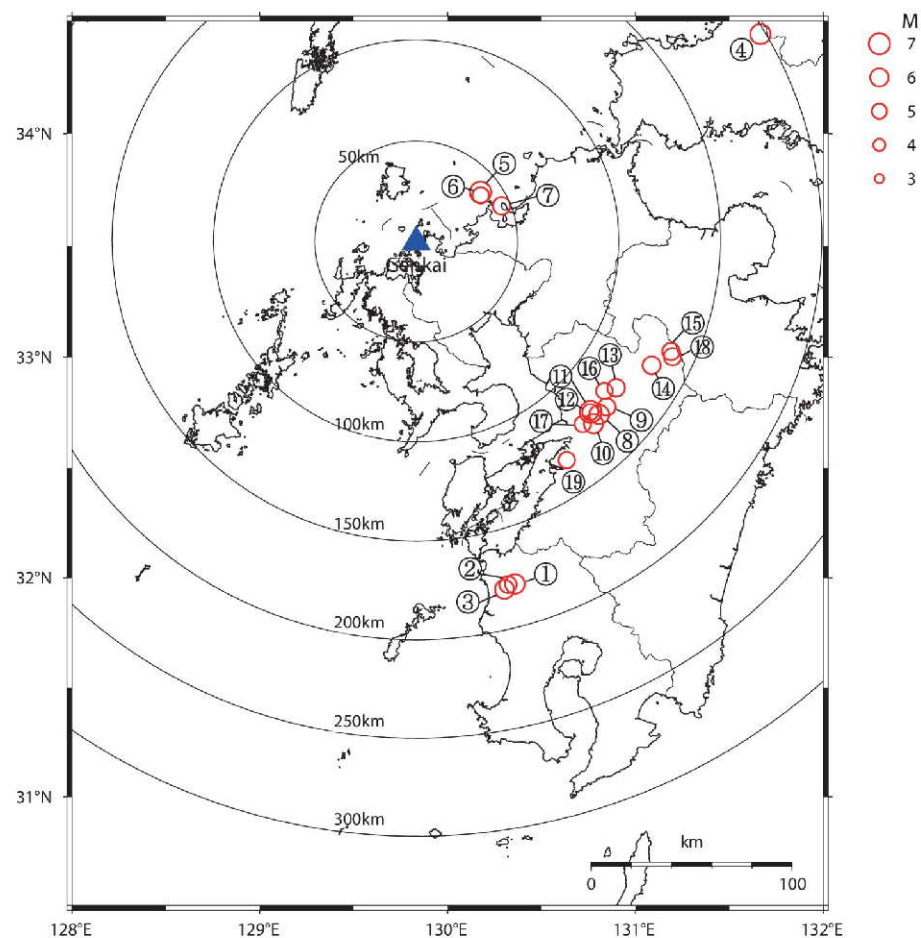 M
7
6
5
4
3
④
34°N
50km
⑤
⑥
⑦
Genkai
33°N
⑮
⑱
⑬
⑯
⑪
⑭
⑫
⑰
⑨
⑧
100km
⑩
⑲
150km
32°N
②
①
③
200km
250km
31°N
300km
km
0
100
128°E
129°E
130°E
131°E
132°E